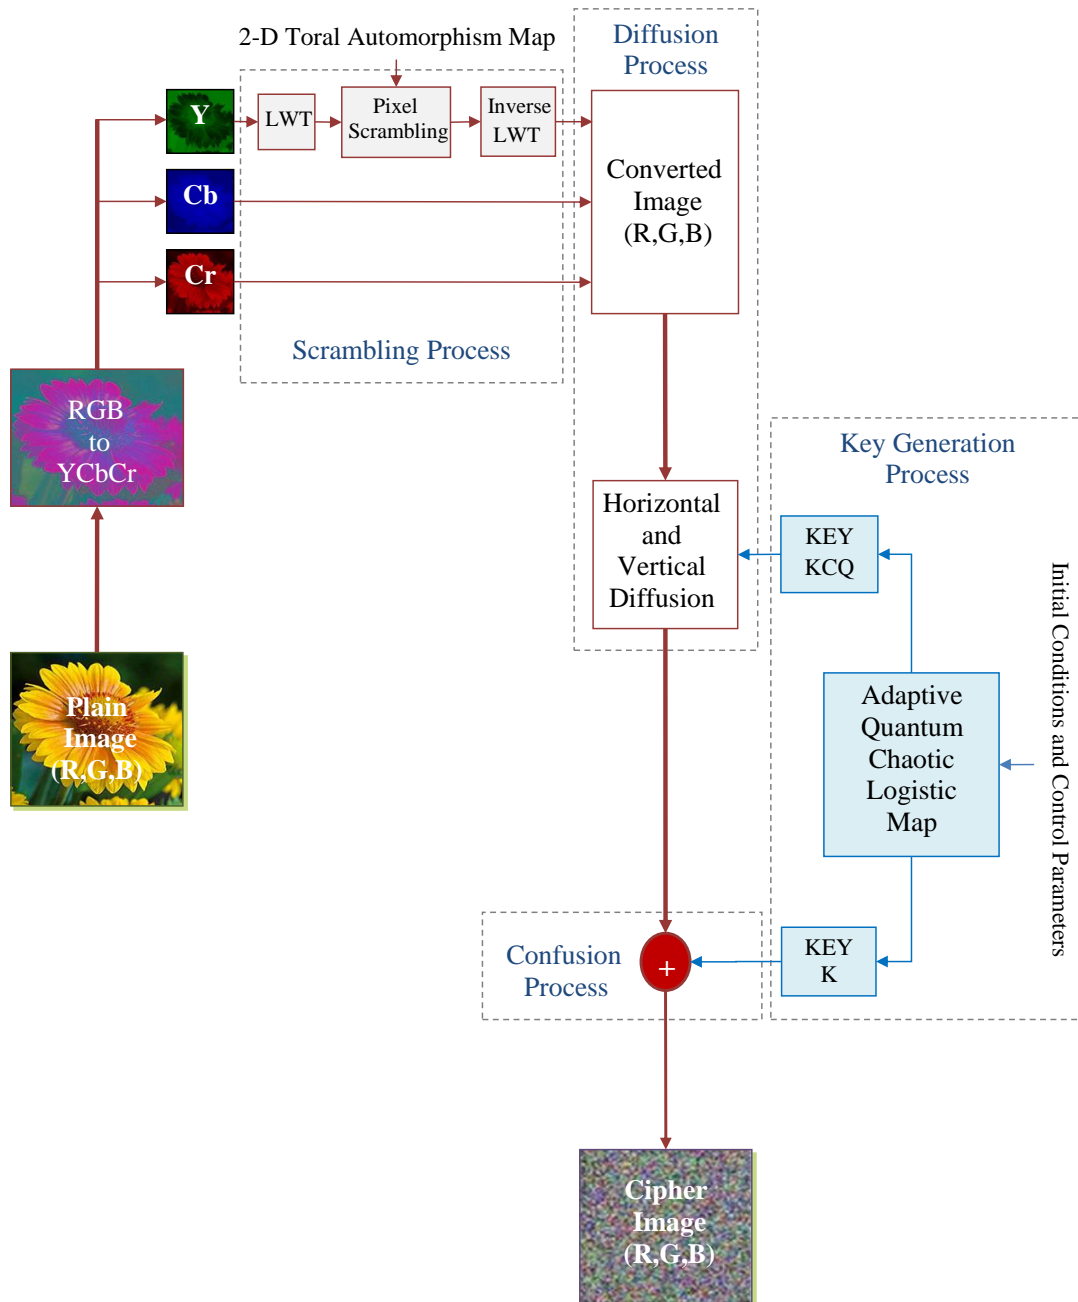 2-D Toral Automorphism Map
Diffusion
Process
Y
LWT
Pixel
Scrambling
Inverse
LWT
Converted
Image
(R,G,B)
Cb
Cr
Scrambling Process
RGB
to
YCbCr
Key Generation
Process
Horizontal
and
Vertical
Diffusion
KEY
KCQ
Initial Conditions and Control Parameters
Plain
Image
(R,G,B)
Adaptive
Quantum
Chaotic
Logistic
Map
Confusion
Process
+
KEY
K
Cipher
Image
(R,G,B)